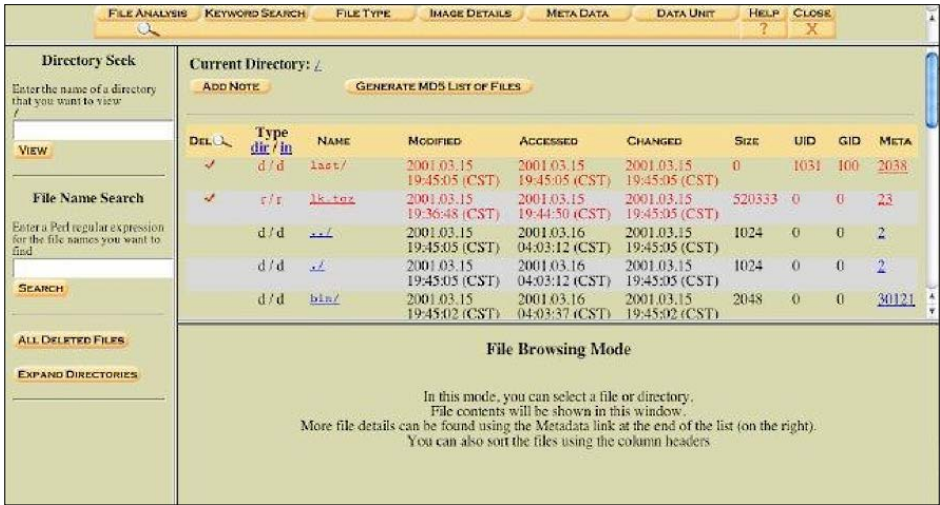 FILE ANALYSIS KEYWORD SEARCH FILE TYPE IMAGE DETAILS META DATA DATA UNIT HELP CLOSE
? X
Directory Seek
Enter the name of a directory
that you want to view
/
VIEW
File Name Search
Enter a Perl regular expression
for the file names you want to
find
SEARCH
ALL DELETED FILES
EXPAND DIRECTORIES
Current Directory: /
ADD NOTE GENERATE MD5 LIST OF FILES
DEL Type NAME MODIFIED ACCESSED CHANGED SIZE UID GID META
dir / in
d / d last/ 2001.03.15 2001.03.15 2001.03.15 0 1031 100 2038
19:45:05 (CST) 19:45:05 (CST) 19:45:05 (CST)
r / r lk.tgz 2001.03.15 2001.03.15 2001.03.15 520333 0 0 23
19:36:48 (CST) 19:44:50 (CST) 19:45:05 (CST)
d / d ../ 2001.03.15 2001.03.16 2001.03.15 1024 0 0 2
19:45:05 (CST) 04:03:12 (CST) 19:45:05 (CST)
d / d ./ 2001.03.15 2001.03.16 2001.03.15 1024 0 0 2
19:45:05 (CST) 04:03:12 (CST) 19:45:05 (CST)
d / d bin/ 2001.03.15 2001.03.16 2001.03.15 2048 0 0 30121
19:45:02 (CST) 04:03:37 (CST) 19:45:02 (CST)
File Browsing Mode
In this mode, you can select a file or directory.
File contents will be shown in this window.
More file details can be found using the Metadata link at the end of the list (on the right).
You can also sort the files using the column headers